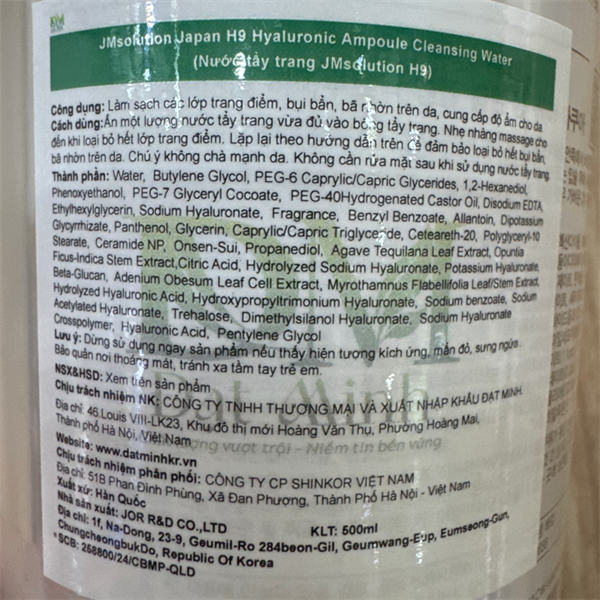 JMsolution Japan H9 Hyaluronic Ampoule Cleansing Water
(Nước tẩy trang JMsolution H9)
Công dụng: Làm sạch các lớp trang điểm, bụi bẩn, bã nhờn trên da, cung cấp độ ẩm cho da
Cách dùng:Ấn một lượng nước tẩy trang vừa đủ vào bông tẩy trang. Nhẹ nhàng massage cho
đến khi loại bỏ hết lớp trang điểm. Lặp lại theo hướng dẫn trên để đảm bảo loại bỏ hết bụi bẩn,
bã nhờn trên da. Chú ý không chà mạnh da. Không cần rửa mặt sau khi sử dụng nước tẩy trang.
Thành phần: Water, Butylene Glycol, PEG-6 Caprylic/Capric Glycerides, 1,2-Hexanediol,
Phenoxyethanol, PEG-7 Glyceryl Cocoate, PEG-40Hydrogenated Castor Oil, Disodium EDTA,
Ethylhexylglycerin, Sodium Hyaluronate, Fragrance, Benzyl Benzoate, Allantoin, Dipotassium
Glycyrrhizate, Panthenol, Glycerin, Caprylic/Capric Triglyceride, Ceteareth-20, Polyglyceryl-10
Stearate, Ceramide NP, Onsen-Sui, Propanediol, Agave Tequilana Leaf Extract, Opuntia
Ficus-Indica Stem Extract,Citric Acid, Hydrolyzed Sodium Hyaluronate, Potassium Hyaluronate,
Beta-Glucan, Adenium Obesum Leaf Cell Extract, Myrothamnus Flabellifolia Leaf/Stem Extract,
Hydrolyzed Hyaluronic Acid, Hydroxypropyltrimonium Hyaluronate, Sodium benzoate, Sodium
Acetylated Hyaluronate, Trehalose, Dimethylsilanol Hyaluronate, Sodium Hyaluronate
Crosspolymer, Hyaluronic Acid, Pentylene Glycol
Lưu ý: Dừng sử dụng ngay sản phẩm nếu thấy hiện tượng kích ứng, mẩn đỏ, sưng ngứa.
Bảo quản nơi thoáng mát, tránh xa tầm tay trẻ em.
NSX&HSD: Xem trên sản phẩm
Chịu trách nhiệm NK: CÔNG TY TNHH THƯƠNG MẠI VÀ XUẤT NHẬP KHẨU ĐẠT MINH.
Địa chỉ: 46.Louis VIII-LK23, Khu đô thị mới Hoàng Văn Thụ, Phường Hoàng Mai,
Thành phố Hà Nội, Việt Nam
Đạt Minh
vượt trội - Niềm tin bền vững
Website: www.datminhkr.vn
Chịu trách nhiệm phân phối: CÔNG TY CP SHINKOR VIỆT NAM
Địa chỉ: 51B Phan Đình Phùng, Xã Đan Phượng, Thành phố Hà Nội - Việt Nam
Xuất xứ: Hàn Quốc
Nhà sản xuất: JOR R&D CO.,LTD KLT: 500ml
Địa chỉ: 1f, Na-Dong, 23-9, Geumil-Ro 284beon-Gil, Geumwang-Eup, Eumseong-Gun,
ChungcheongbukDo, Republic Of Korea
*SCB: 258800/24/CBMP-QLD